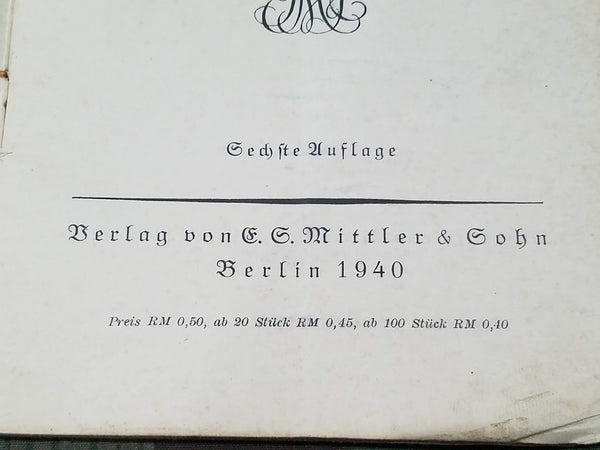 Sechste Auflage
Verlag von E. S. Mittler & Sohn
Berlin 1940
Preis RM 0,50, ab 20 Stück RM 0,45, ab 100 Stück RM 0,40